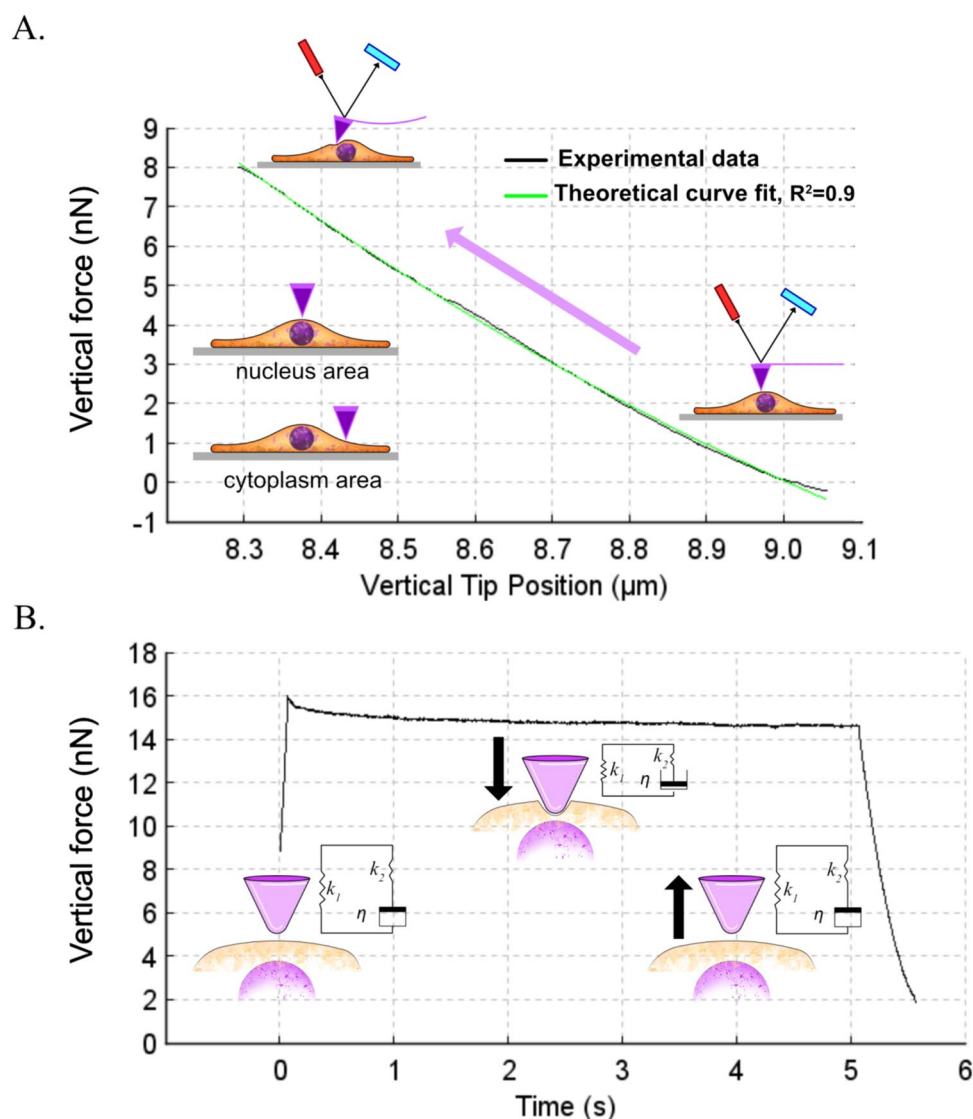 A.
Vertical force (nN)
9
8
7
6
5
4
3
2
1
0
-1
Experimental data
Theoretical curve fit, R²=0.9
nucleus area
cytoplasm area
8.3 8.4 8.5 8.6 8.7 8.8 8.9 9.0 9.1
Vertical Tip Position (µm)
B.
Vertical force (nN)
18
16
14
12
10
8
6
4
2
0
k1 k2
η
k1 k2
η
k1 k2
η
0 1 2 3 4 5 6
Time (s)